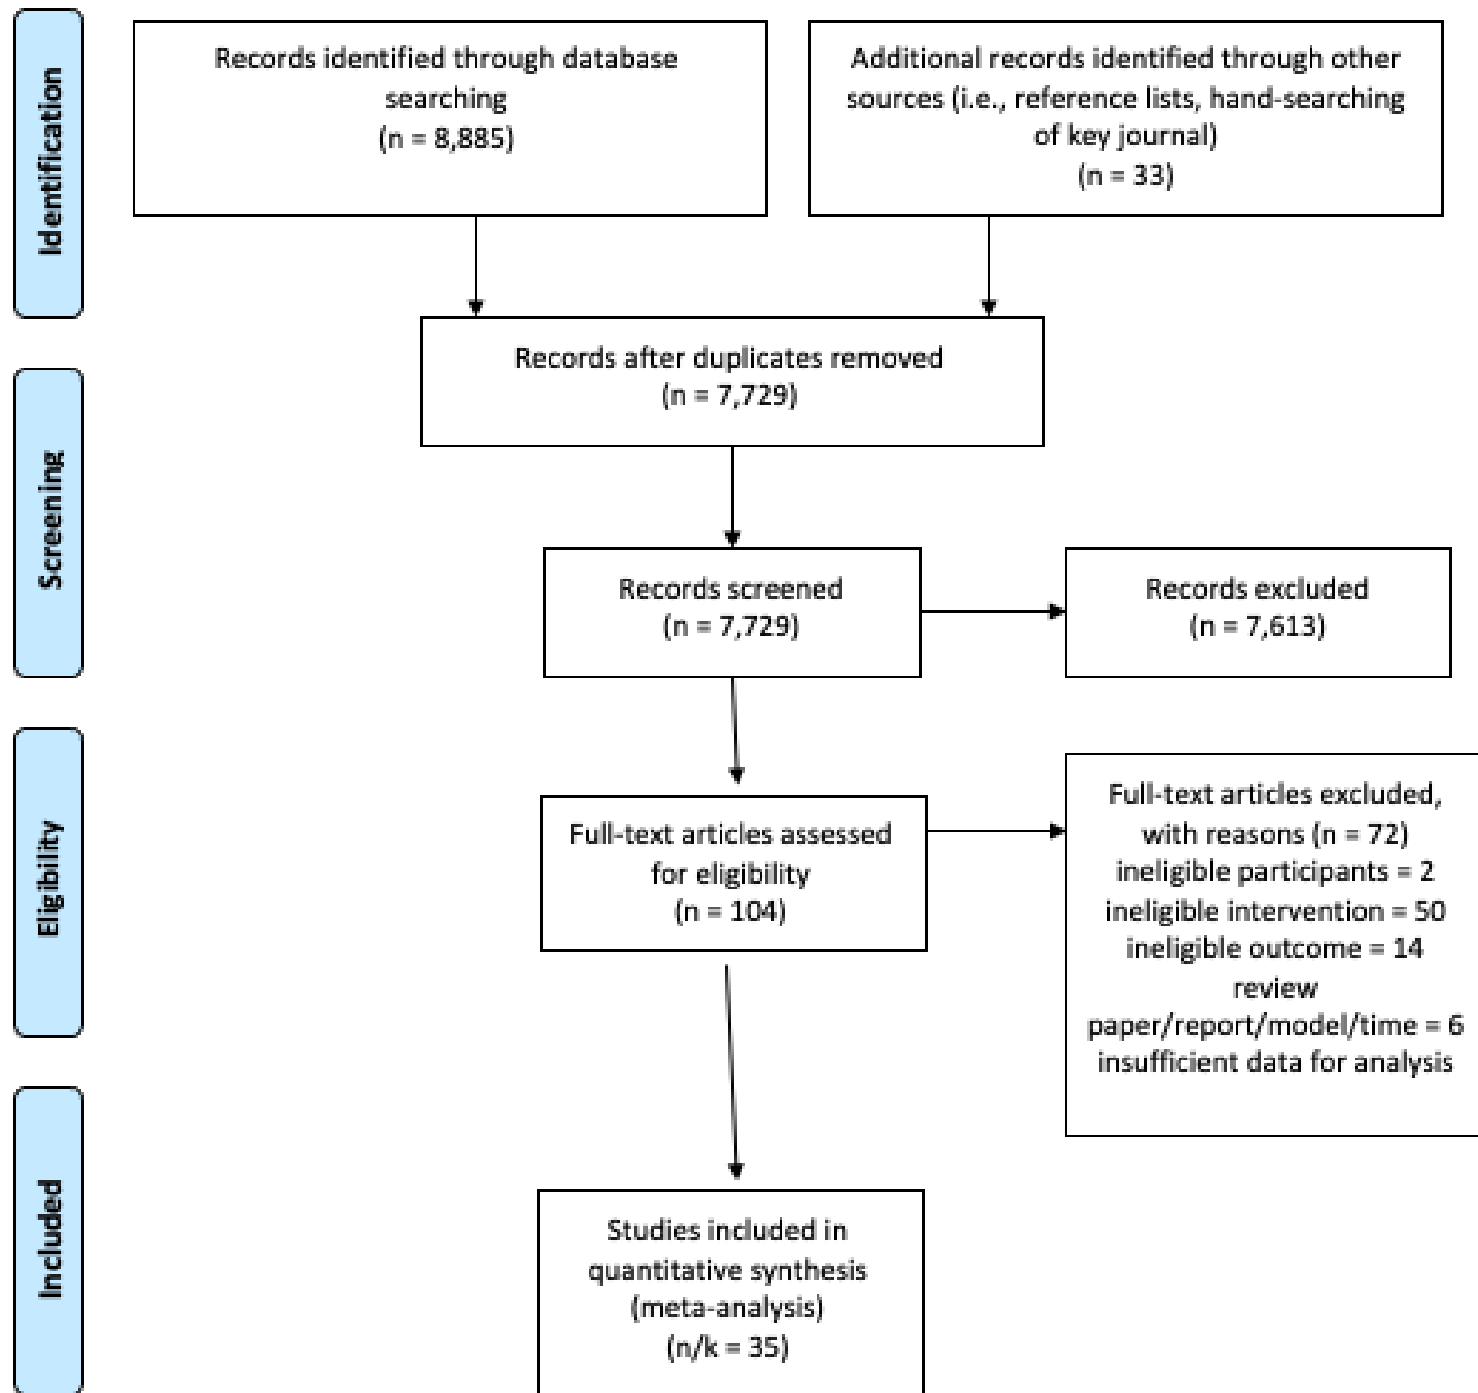 Identification
Records identified through database
searching
(n = 8,885)
Additional records identified through other
sources (i.e., reference lists, hand-searching
of key journal)
(n = 33)
Records after duplicates removed
(n = 7,729)
Screening
Records screened
(n = 7,729)
Records excluded
(n = 7,613)
Eligibility
Full-text articles assessed
for eligibility
(n = 104)
Full-text articles excluded,
with reasons (n = 72)
ineligible participants = 2
ineligible intervention = 50
ineligible outcome = 14
review
paper/report/model/time = 6
insufficient data for analysis
Included
Studies included in
quantitative synthesis
(meta-analysis)
(n/k = 35)